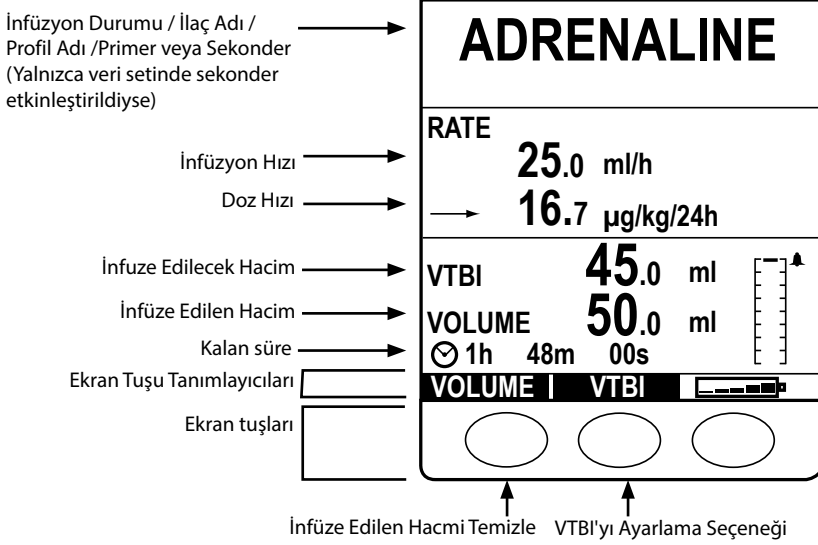 İnfüzyon Durumu / İlaç Adı /
Profil Adı /Primer veya Sekonder
(Yalnızca veri setinde sekonder
etkinleştirildiyse)
ADRENALINE
RATE
İnfüzyon Hızı
25.0 ml/h
Doz Hızı
16.7 µg/kg/24h
İnfuze Edilecek Hacim
VTBI 45.0 ml
İnfüze Edilen Hacim
VOLUME 50.0 ml
Kalan süre
1h 48m 00s
Ekran Tuşu Tanımlayıcıları
VOLUME VTBI
Ekran tuşları
İnfüze Edilen Hacmi Temizle VTBI'yı Ayarlama Seçeneği